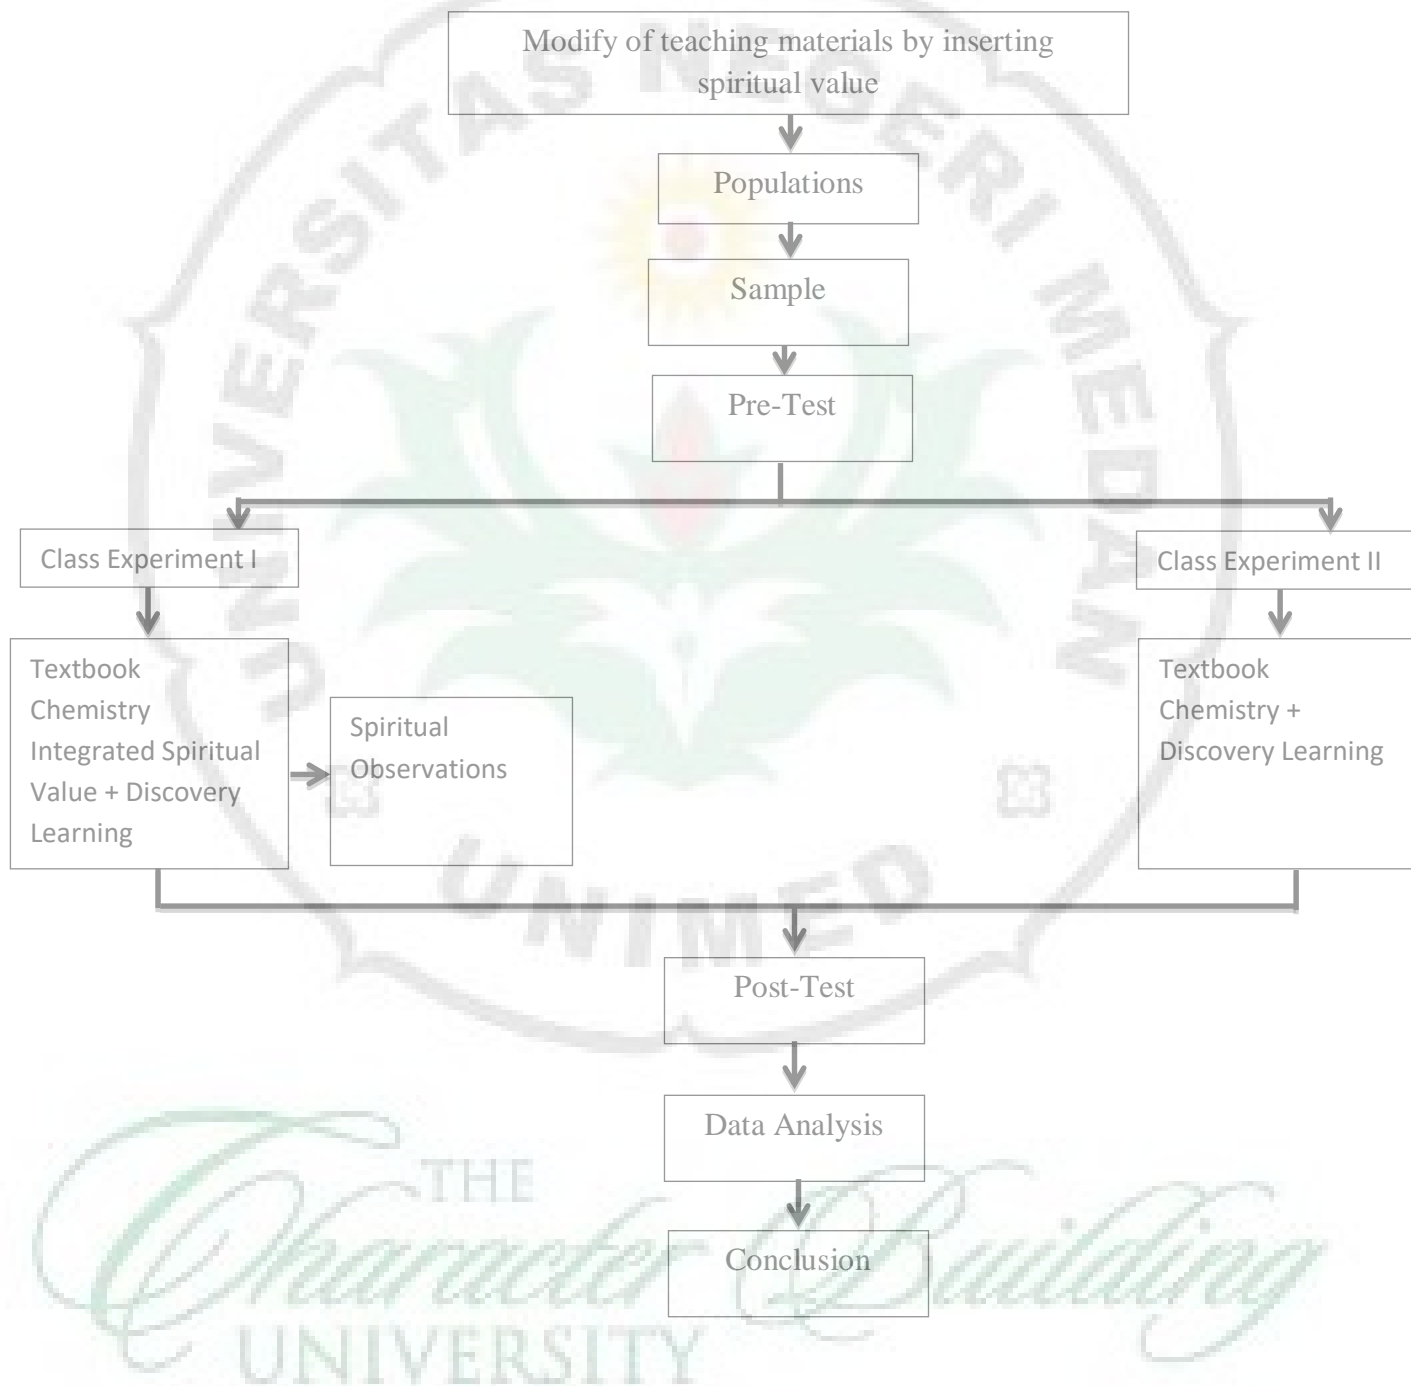 Modify of teaching materials by inserting
spiritual value
Populations
Sample
Pre-Test
Class Experiment I
Class Experiment II
Textbook
Chemistry
Integrated Spiritual
Value + Discovery
Learning
Spiritual
Observations
Textbook
Chemistry +
Discovery Learning
Post-Test
Data Analysis
Conclusion
UNIVERSITAS NEGERI MEDAN
UNIMED
THE
Character Building
UNIVERSITY